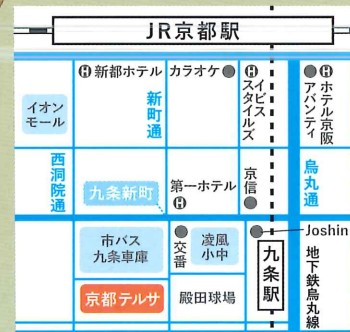 JR京都駅
Ⓗ新都ホテル
カラオケ
Ⓗイビススタイルズ
Ⓗホテル京阪
アバンティ
イオン
モール
新町通
西洞院通
九条新町
第一ホテル
Ⓗ
京信
烏丸通
市バス
九条車庫
交番
凌風
小中
Joshin
九条駅
地下鉄烏丸線
京都テルサ
殿田球場